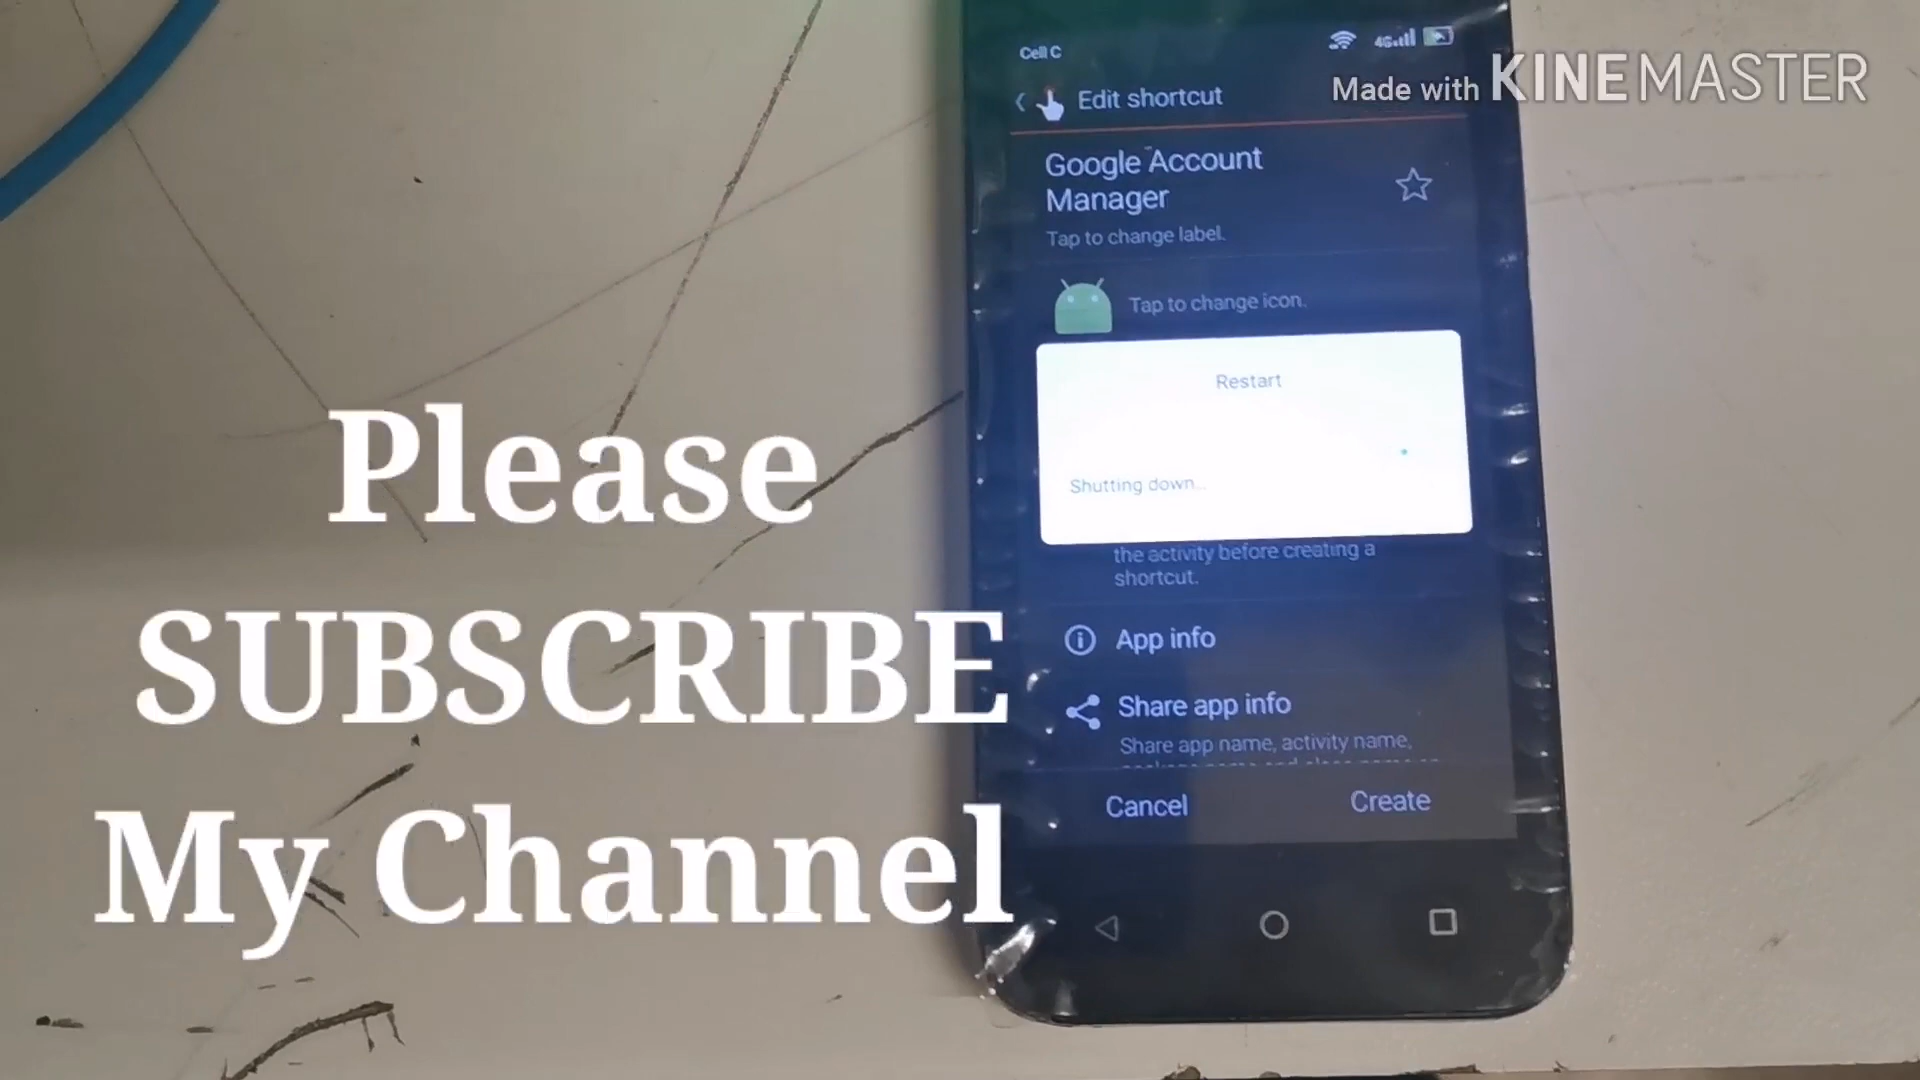 Cell C
4G
Made with KINEMASTER
Edit shortcut
Google Account
Manager
Tap to change label.
Tap to change icon.
Restart
Shutting down...
the activity before creating a
shortcut.
App info
Share app info
Share app name, activity name,
Cancel
Create
Please
SUBSCRIBE
My Channel